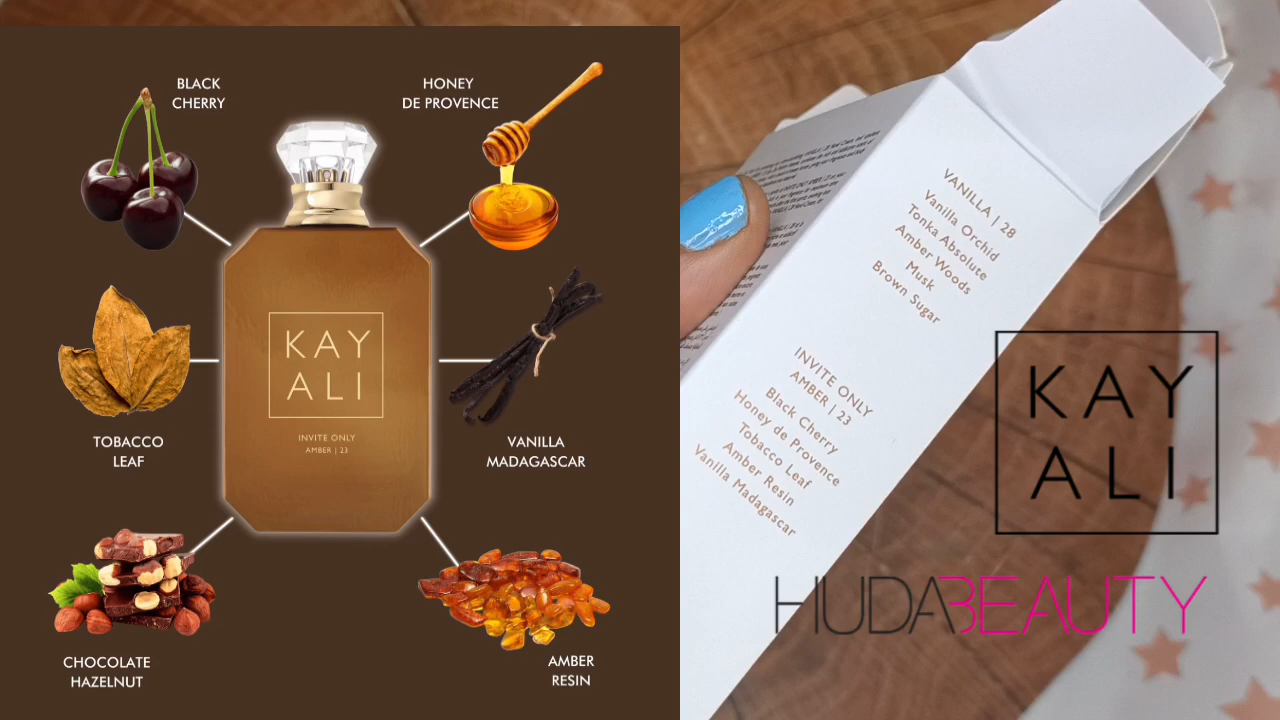 BLACK
CHERRY
HONEY
DE PROVENCE
TOBACCO
LEAF
VANILLA
MADAGASCAR
CHOCOLATE
HAZELNUT
AMBER
RESIN
KAY
ALI
INVITE ONLY
AMBER | 23
VANILLA | 28
Vanilla Orchid
Tonka Absolute
Amber Woods
Musk
Brown Sugar
INVITE ONLY
AMBER | 23
Black Cherry
Honey de Provence
Tobacco Leaf
Amber Resin
Vanilla Madagascar
KAY
ALI
HUDABEAUTY